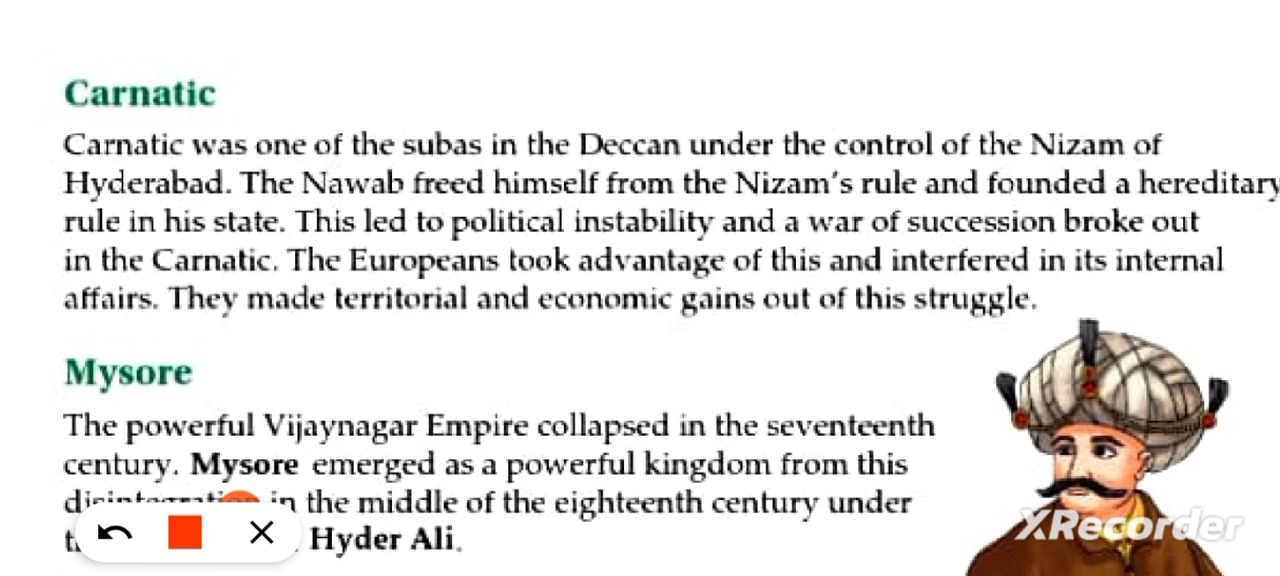 Carnatic
Carnatic was one of the subas in the Deccan under the control of the Nizam of
Hyderabad. The Nawab freed himself from the Nizam's rule and founded a hereditary
rule in his state. This led to political instability and a war of succession broke out
in the Carnatic. The Europeans took advantage of this and interfered in its internal
affairs. They made territorial and economic gains out of this struggle.
Mysore
The powerful Vijaynagar Empire collapsed in the seventeenth
century. Mysore emerged as a powerful kingdom from this
in the middle of the eighteenth century under
Hyder Ali.
XRecorder